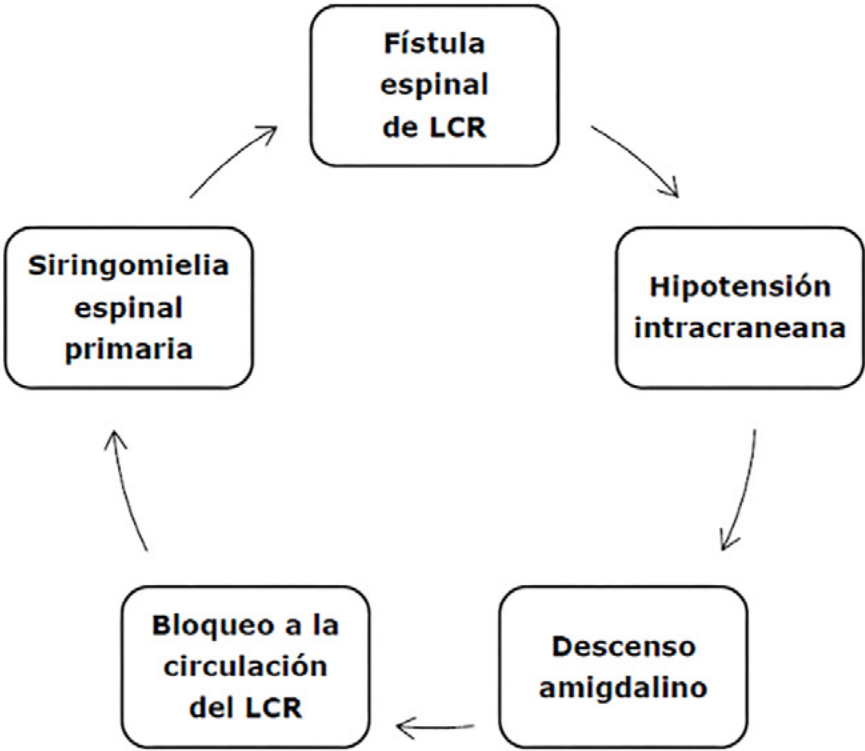 Fístula
espinal
de LCR
Hipotensión
intracraneana
Descenso
amigdalino
Bloqueo a la
circulación
del LCR
Siringomielia
espinal
primaria